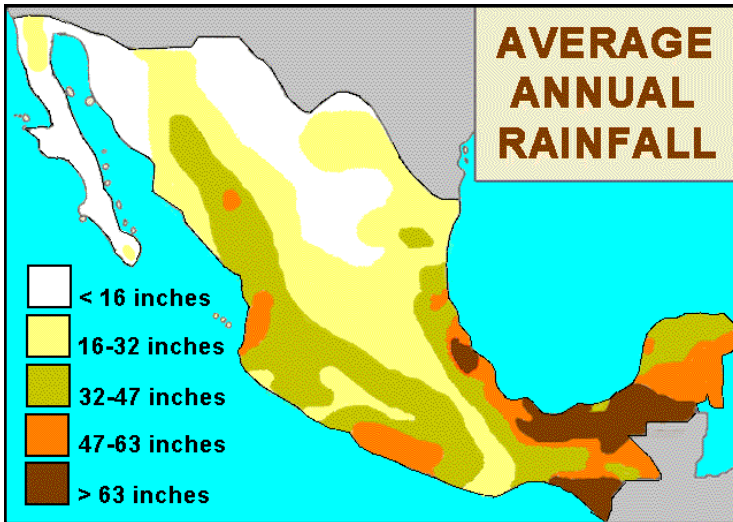 AVERAGE
ANNUAL
RAINFALL
< 16 inches
16-32 inches
32-47 inches
47-63 inches
> 63 inches